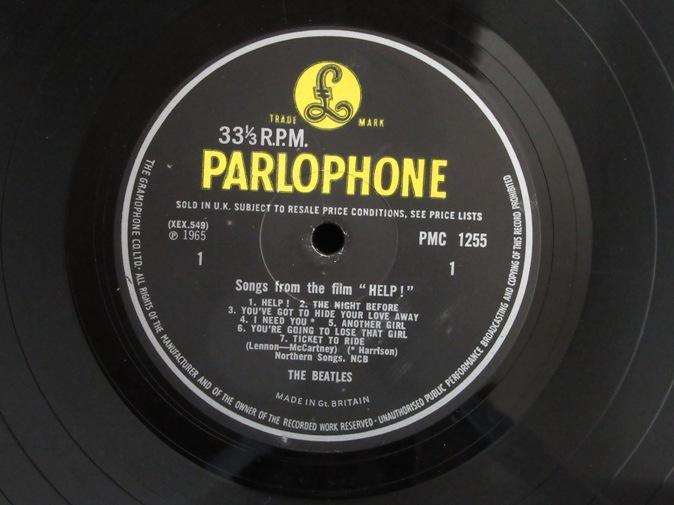 £
TRADE MARK
33⅓ R.P.M.
PARLOPHONE
SOLD IN U.K. SUBJECT TO RESALE PRICE CONDITIONS, SEE PRICE LISTS
(XEX.549)
℗ 1965
PMC 1255
1
1
Songs from the film "HELP!"
1. HELP! 2. THE NIGHT BEFORE
3. YOU'VE GOT TO HIDE YOUR LOVE AWAY
4. I NEED YOU * 5. ANOTHER GIRL
6. YOU'RE GOING TO LOSE THAT GIRL
7. TICKET TO RIDE
(Lennon—McCartney) (* Harrison)
Northern Songs. NCB
THE BEATLES
MADE IN Gt. BRITAIN
THE GRAMOPHONE CO. LTD. · ALL RIGHTS OF THE MANUFACTURER AND OF THE OWNER OF THE RECORDED WORK RESERVED · UNAUTHORISED PUBLIC PERFORMANCE BROADCASTING AND COPYING OF THIS RECORD PROHIBITED